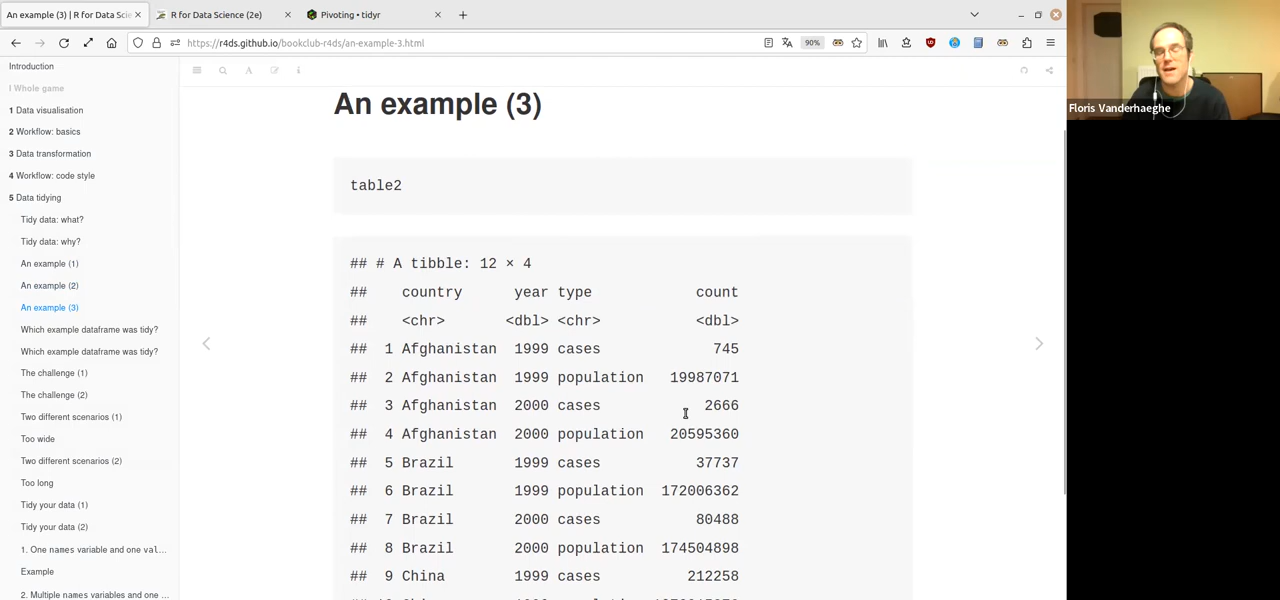 An example (3) | R for Data Scie
R for Data Science (2e)
Pivoting • tidyr
https://r4ds.github.io/bookclub-r4ds/an-example-3.html
90%
Floris Vanderhaeghe
Introduction
I Whole game
1 Data visualisation
2 Workflow: basics
3 Data transformation
4 Workflow: code style
5 Data tidying
Tidy data: what?
Tidy data: why?
An example (1)
An example (2)
An example (3)
Which example dataframe was tidy?
Which example dataframe was tidy?
The challenge (1)
The challenge (2)
Two different scenarios (1)
Too wide
Two different scenarios (2)
Too long
Tidy your data (1)
Tidy your data (2)
1. One names variable and one val...
Example
2. Multiple names variables and one ...
An example (3)
table2
## # A tibble: 12 × 4
## country year type count
## <chr> <dbl> <chr> <dbl>
## 1 Afghanistan 1999 cases 745
## 2 Afghanistan 1999 population 19987071
## 3 Afghanistan 2000 cases 2666
## 4 Afghanistan 2000 population 20595360
## 5 Brazil 1999 cases 37737
## 6 Brazil 1999 population 172006362
## 7 Brazil 2000 cases 80488
## 8 Brazil 2000 population 174504898
## 9 China 1999 cases 212258